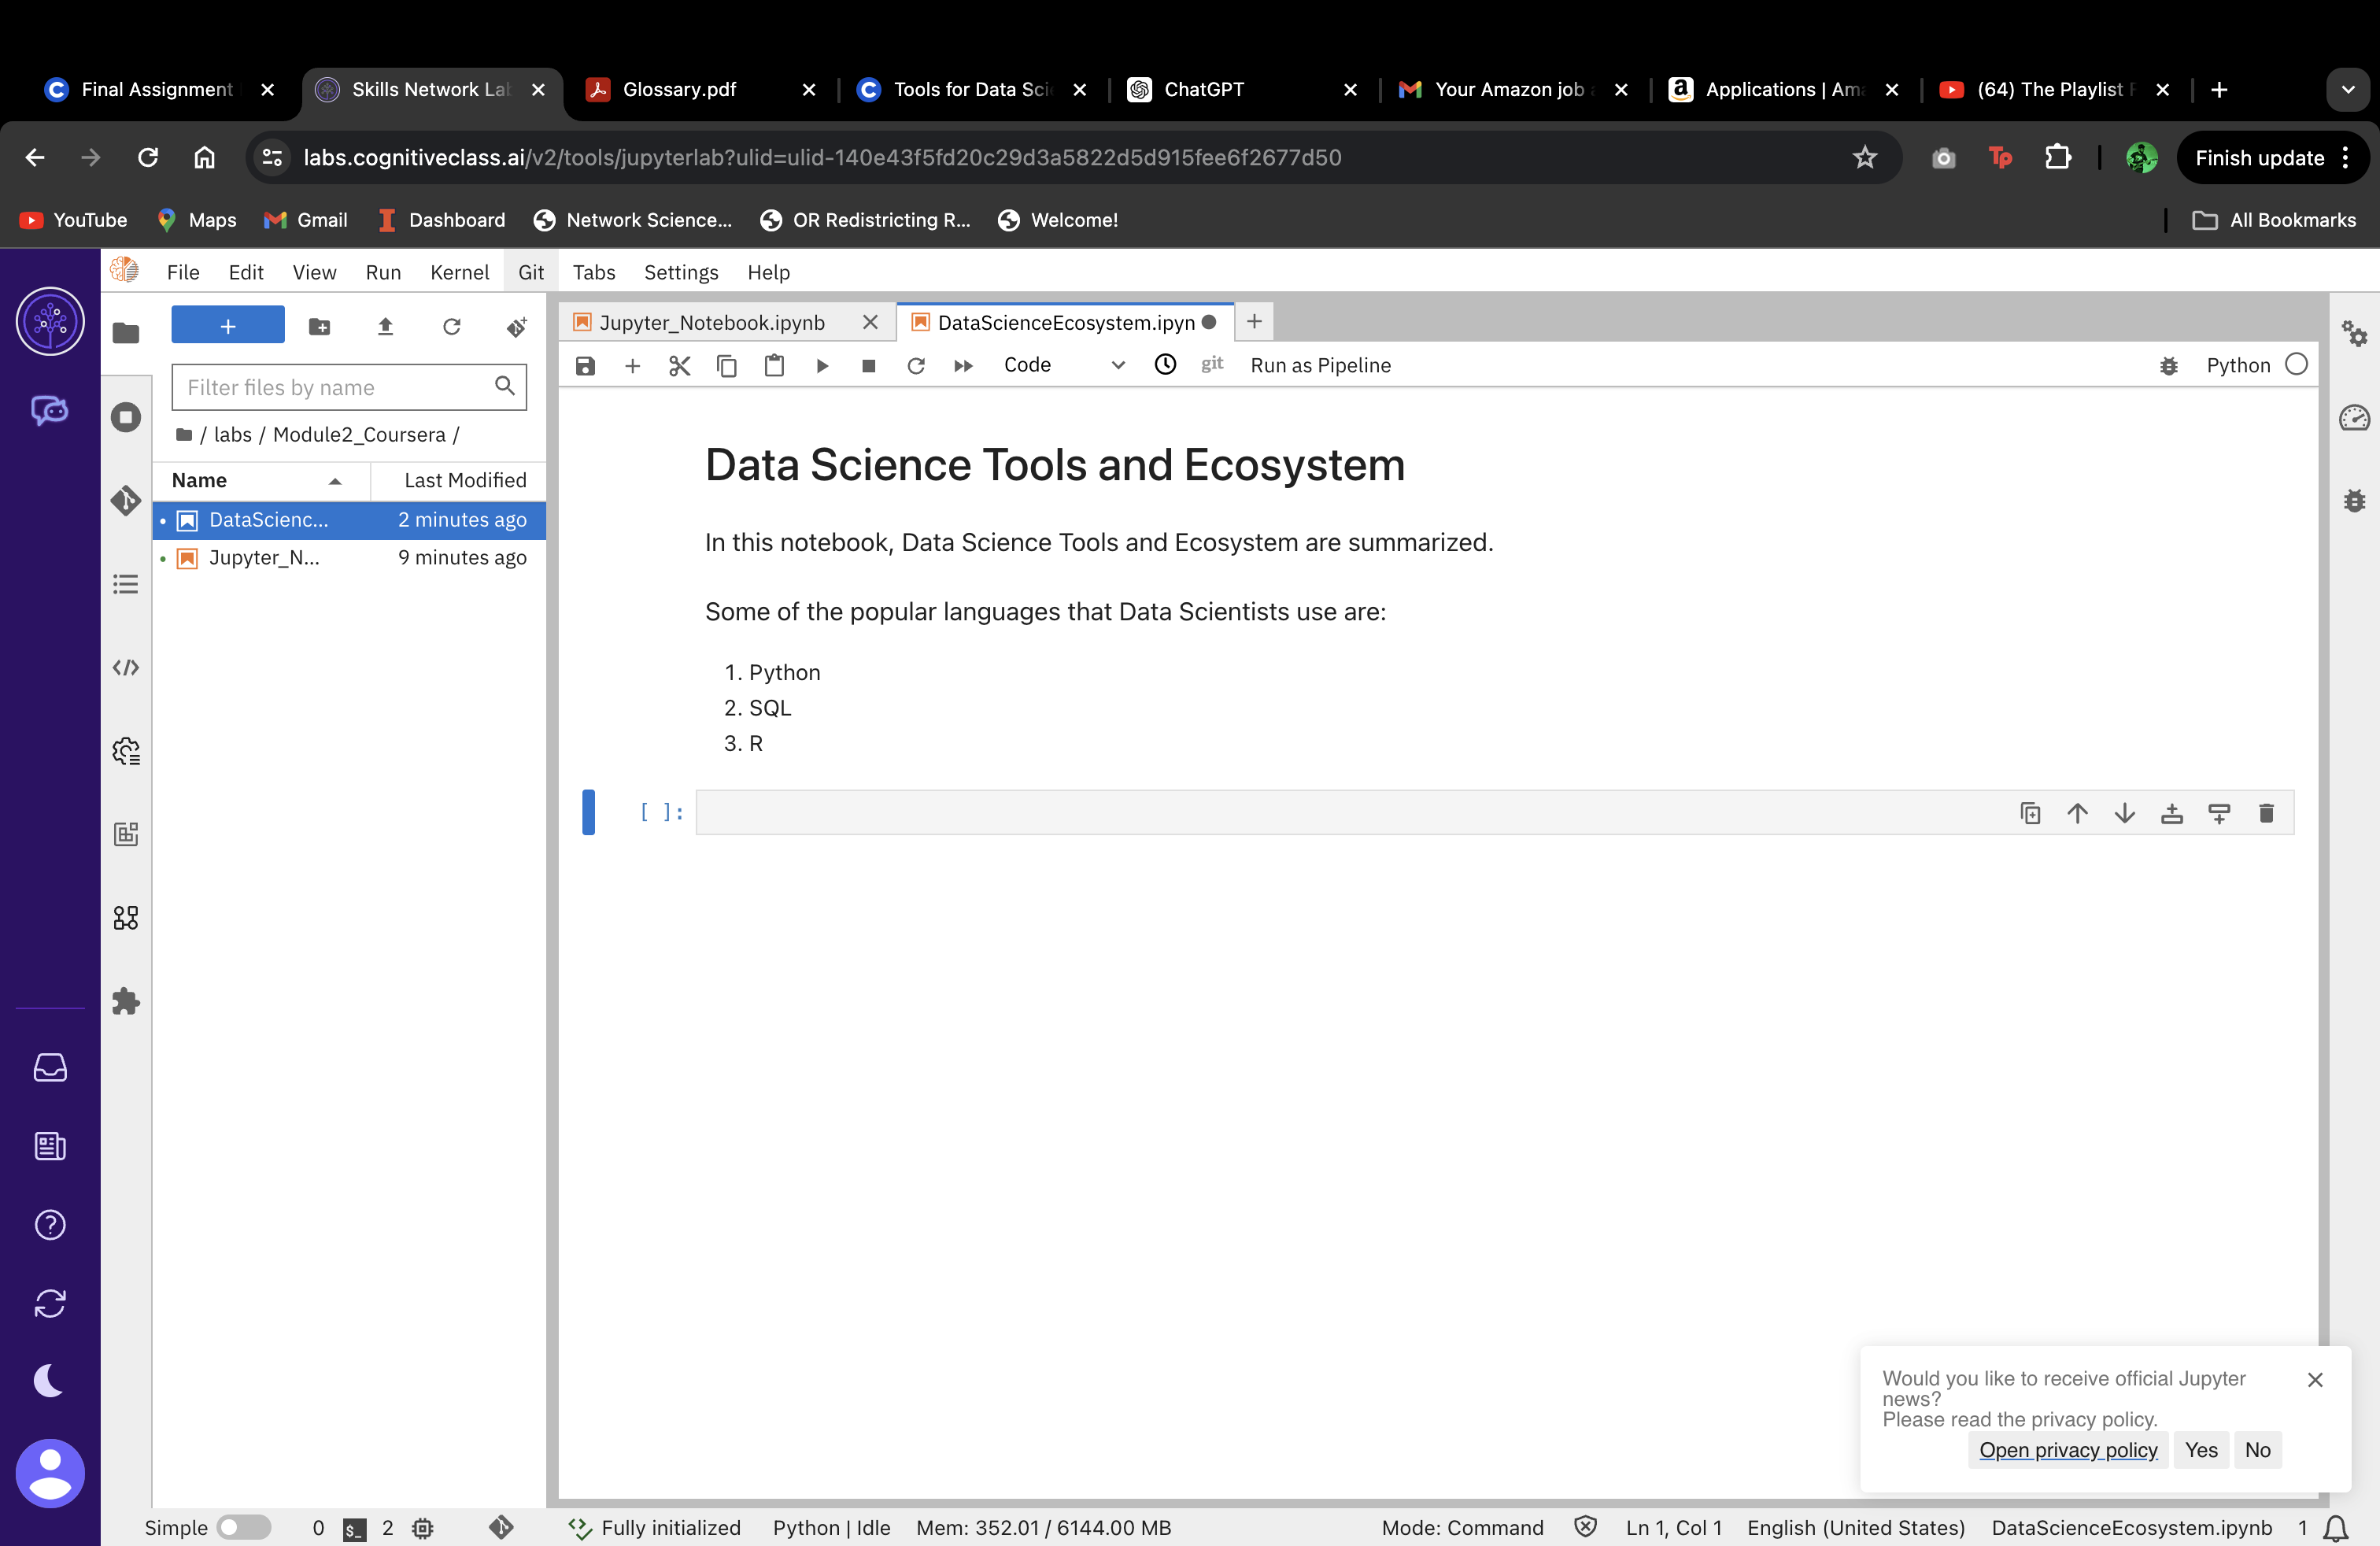 Final Assignment
Skills Network La
Glossary.pdf
Tools for Data Sci
ChatGPT
Your Amazon job
Applications | Am
(64) The Playlist
labs.cognitiveclass.ai/v2/tools/jupyterlab?ulid=ulid-140e43f5fd20c29d3a5822d5d915fee6f2677d50
Tp
Finish update
YouTube
Maps
Gmail
Dashboard
Network Science...
OR Redistricting R...
Welcome!
All Bookmarks
File Edit View Run Kernel Git Tabs Settings Help
Jupyter_Notebook.ipynb
DataScienceEcosystem.ipyn
Filter files by name
Code
git
Run as Pipeline
Python
/ labs / Module2_Coursera /
Name Last Modified
DataScienc... 2 minutes ago
Jupyter_N... 9 minutes ago
Data Science Tools and Ecosystem
In this notebook, Data Science Tools and Ecosystem are summarized.
Some of the popular languages that Data Scientists use are:
1. Python
2. SQL
3. R
[ ]:
Would you like to receive official Jupyter
news?
Please read the privacy policy.
Open privacy policy Yes No
Simple 0 $_ 2 Fully initialized Python | Idle Mem: 352.01 / 6144.00 MB Mode: Command Ln 1, Col 1 English (United States) DataScienceEcosystem.ipynb 1